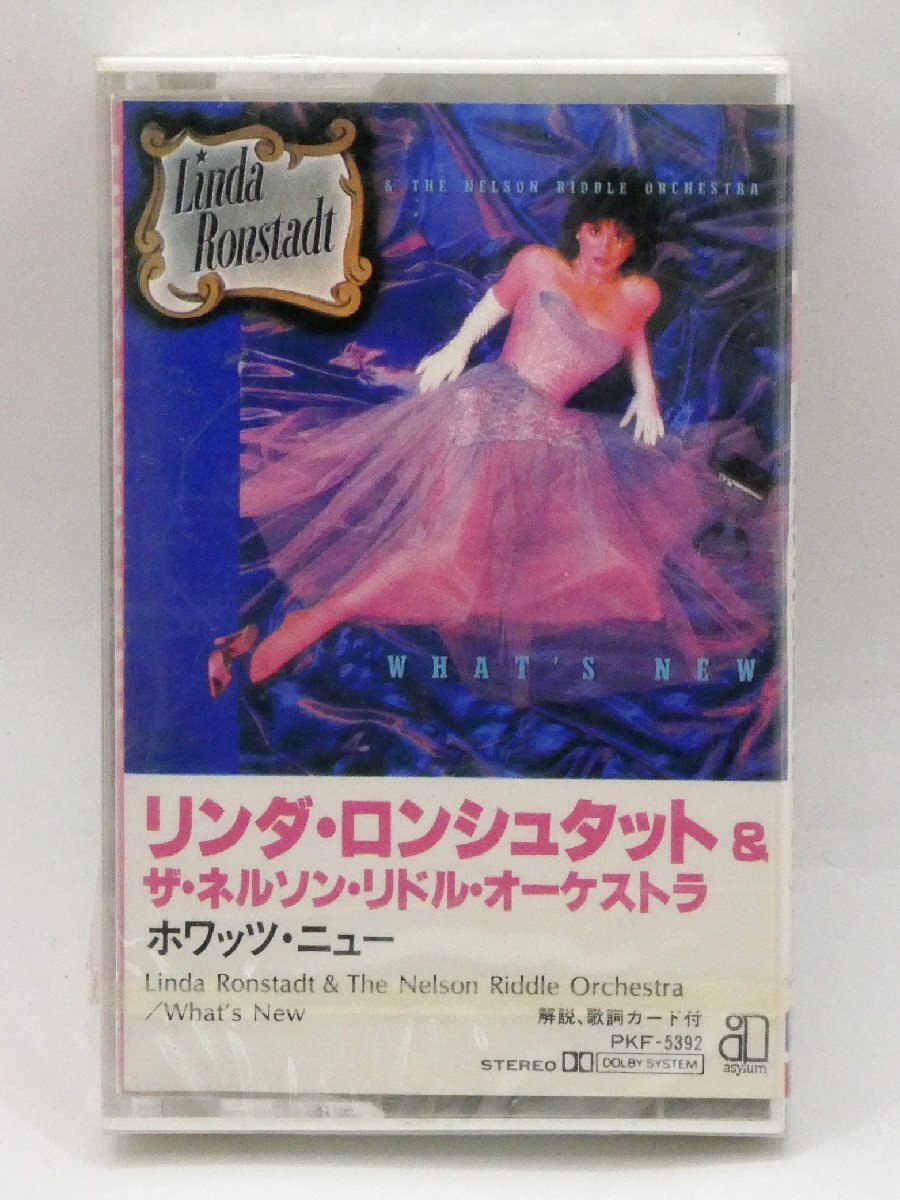 Linda
Ronstadt
& THE NELSON RIDDLE ORCHESTRA
WHAT'S NEW
リンダ・ロンシュタット &
ザ・ネルソン・リドル・オーケストラ
ホワッツ・ニュー
Linda Ronstadt & The Nelson Riddle Orchestra
/What's New
解説、歌詞カード付
PKF-5392
STEREO DOLBY SYSTEM
asylum